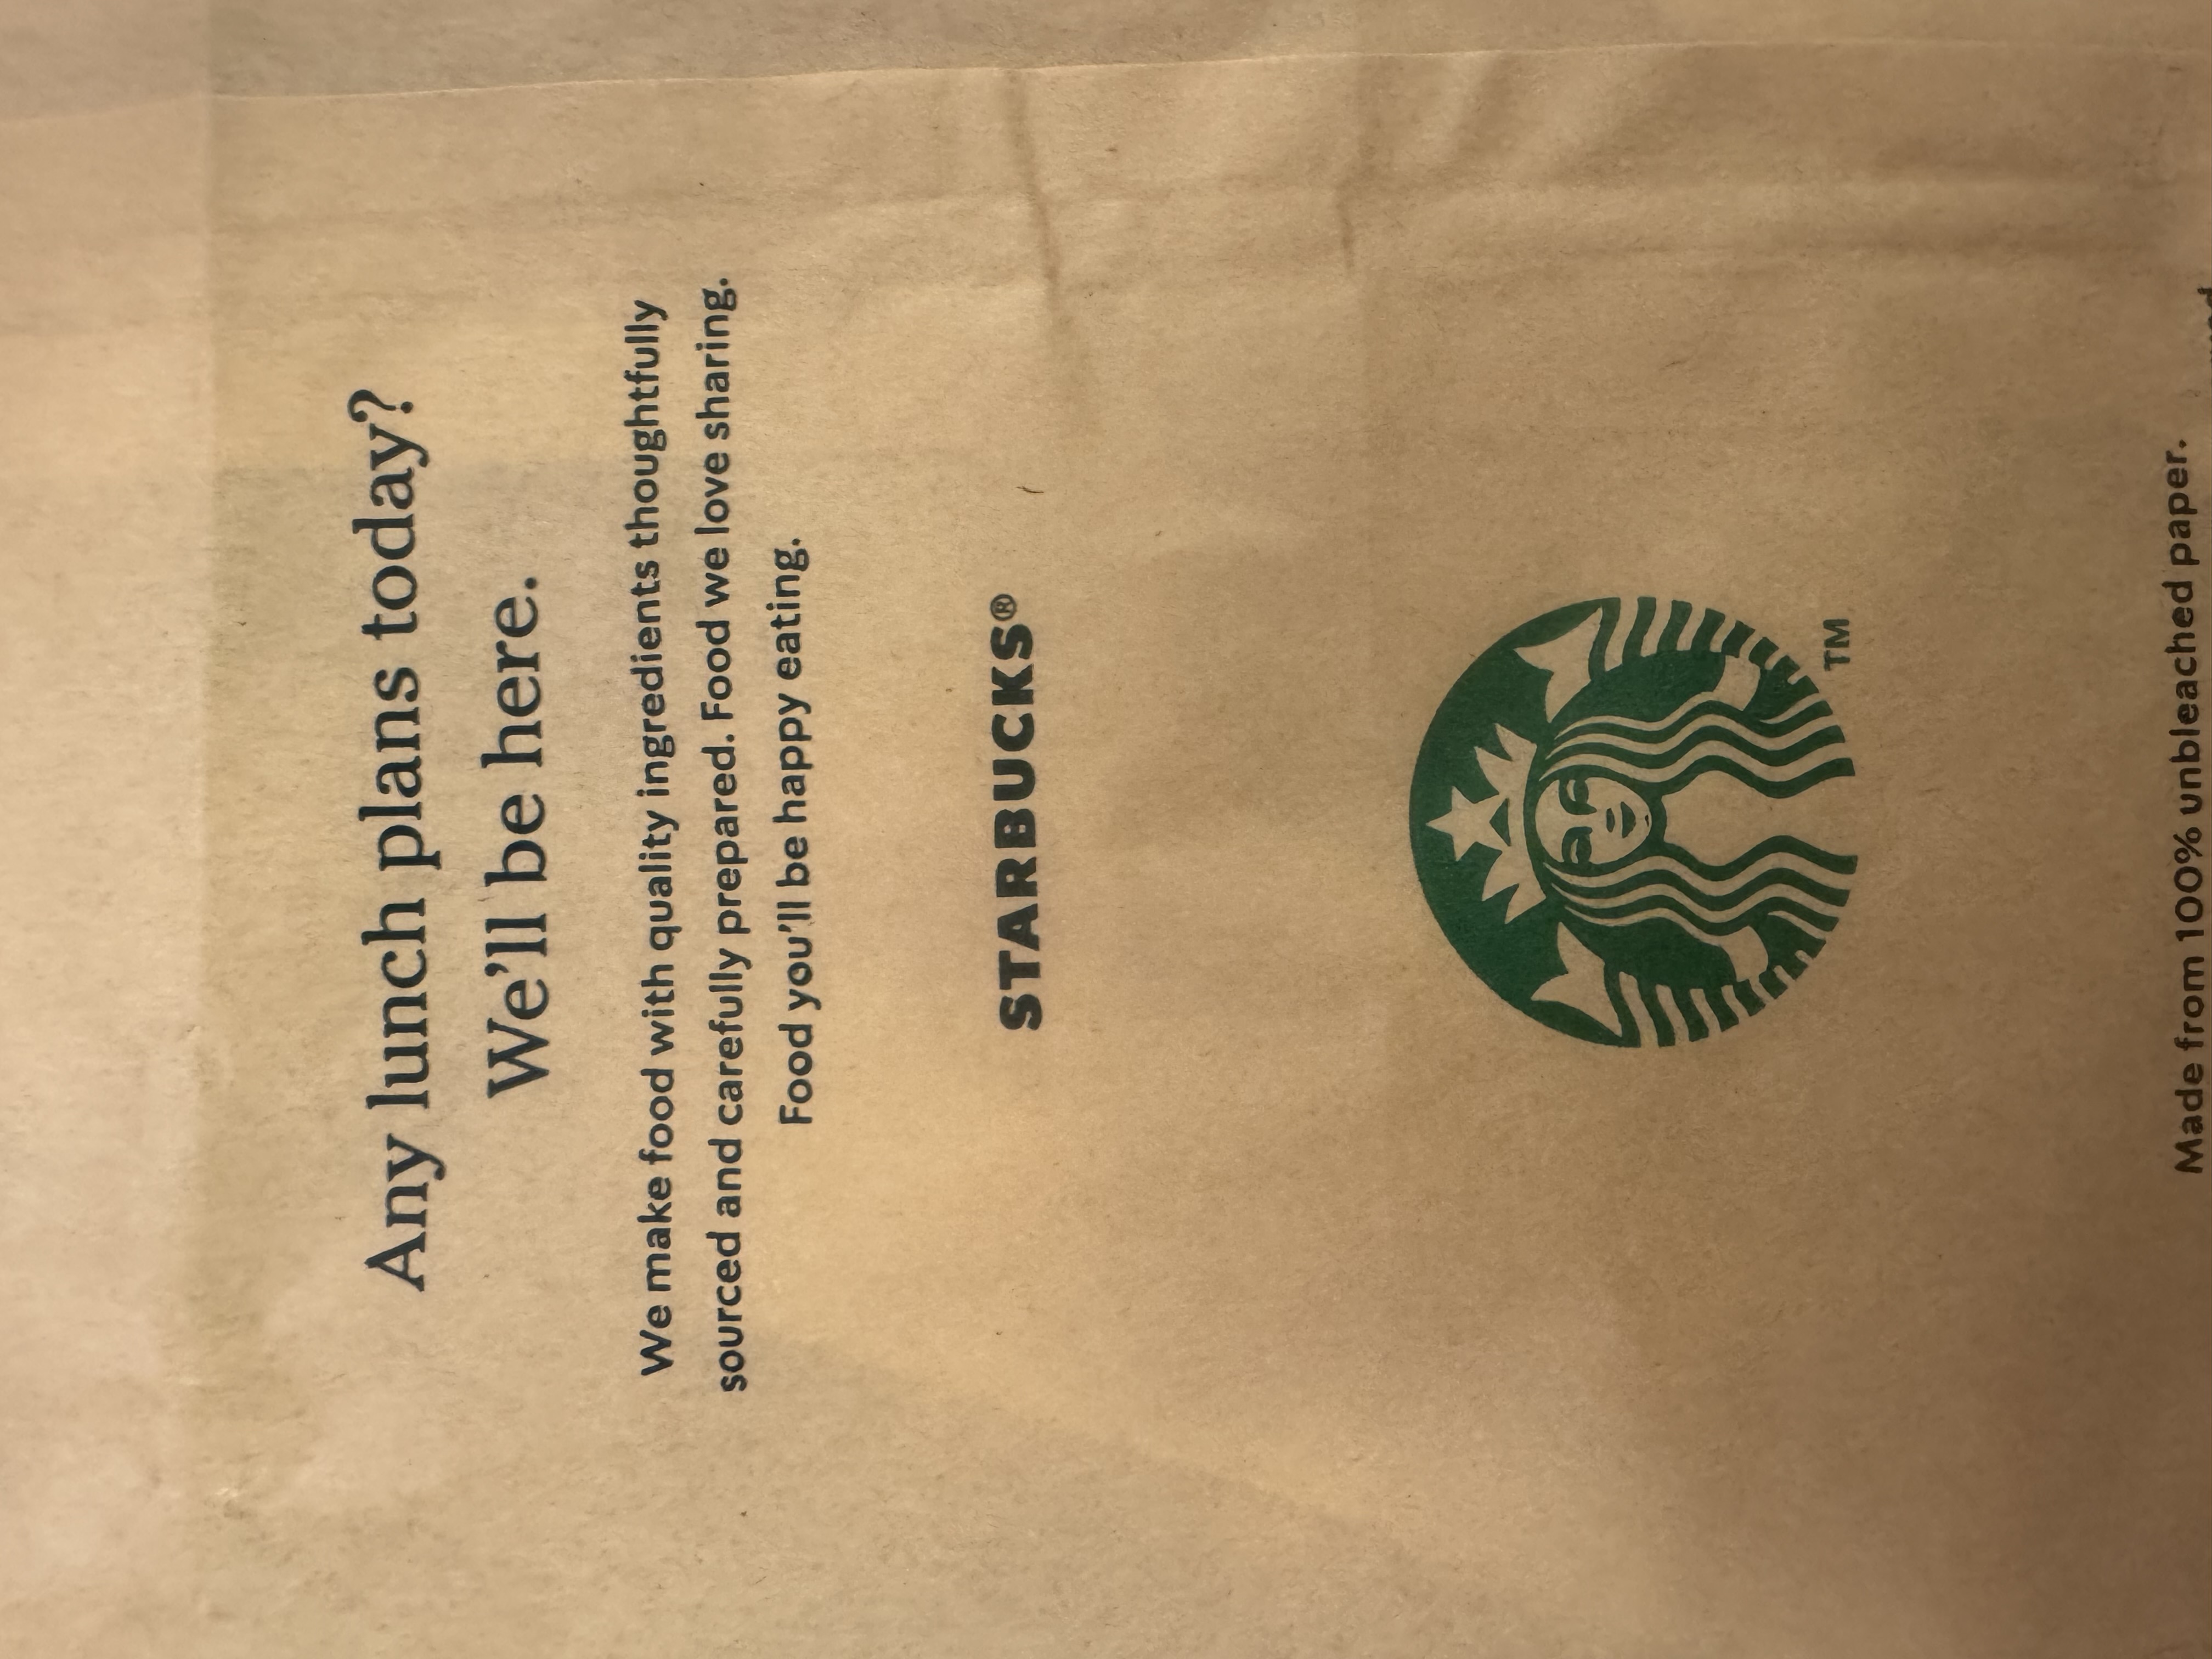 Any lunch plans today?
We'll be here.
We make food with quality ingredients thoughtfully
sourced and carefully prepared. Food we love sharing.
Food you'll be happy eating.
STARBUCKS®
TM
Made from 100% unbleached paper.